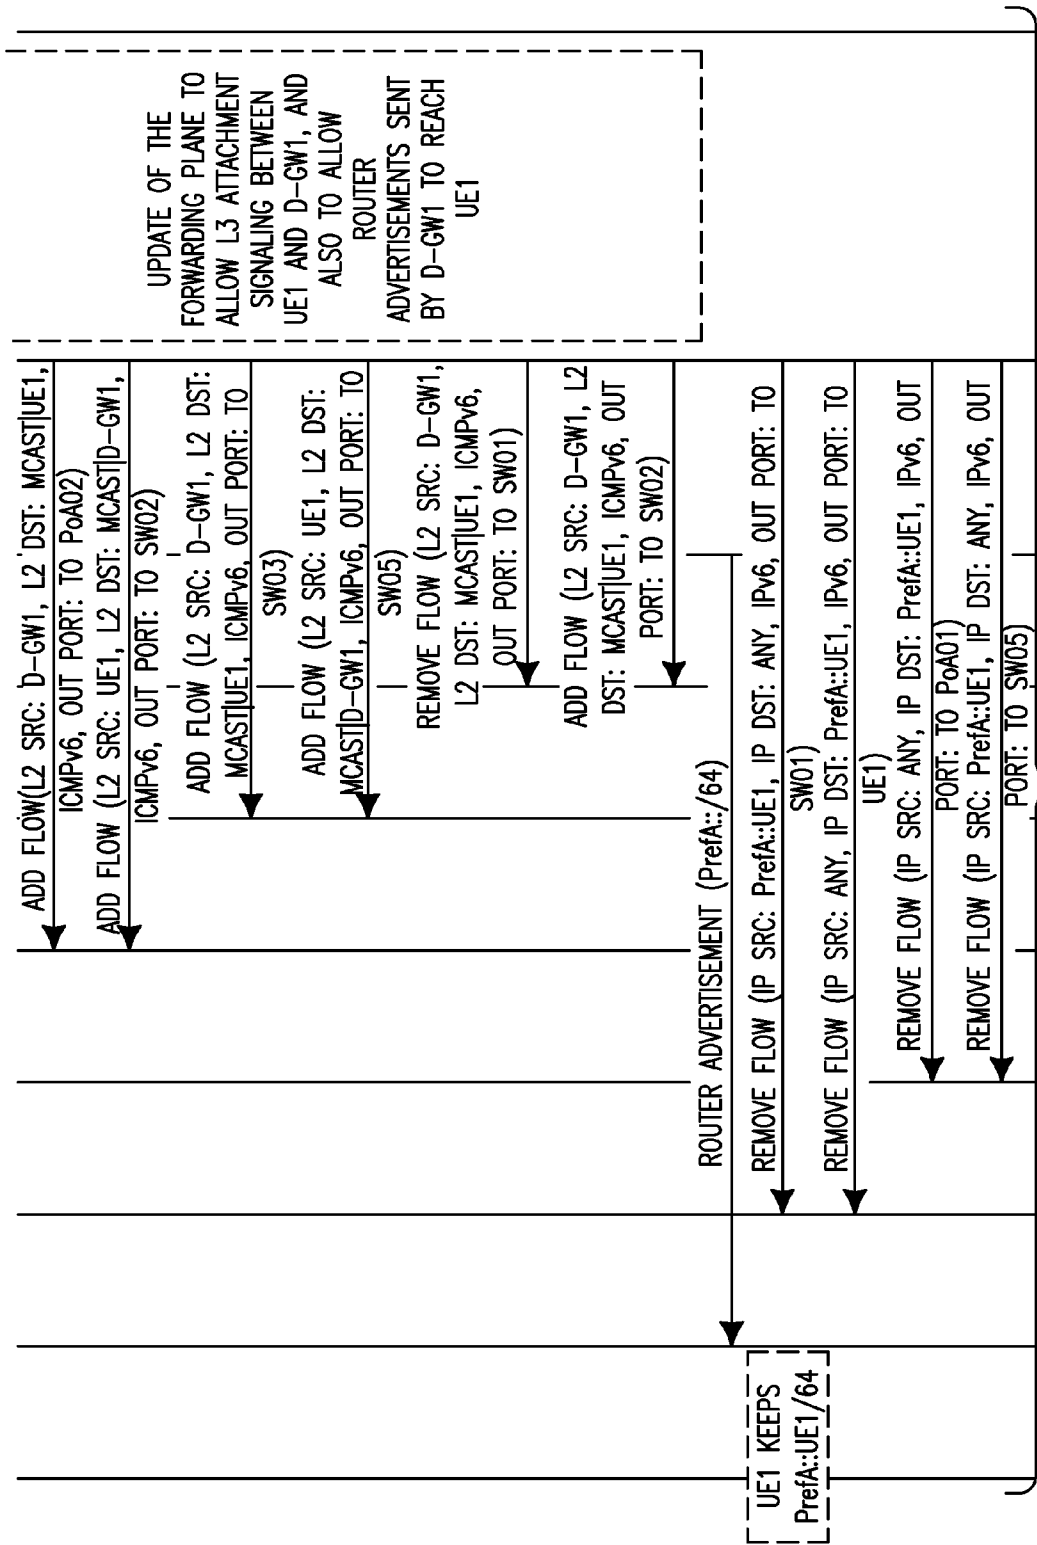 UPDATE OF THE
FORWARDING PLANE TO
ALLOW L3 ATTACHMENT
SIGNALING BETWEEN
UE1 AND D-GW1, AND
ALSO TO ALLOW
ROUTER
ADVERTISEMENTS SENT
BY D-GW1 TO REACH
UE1
ADD FLOW(L2 SRC: D-GW1, L2 DST: MCAST|UE1,
ICMPv6, OUT PORT: TO PoA02)
ADD FLOW (L2 SRC: UE1, L2 DST: MCAST|D-GW1,
ICMPv6, OUT PORT: TO SW02)
ADD FLOW (L2 SRC: D-GW1, L2 DST:
MCAST|UE1, ICMPv6, OUT PORT: TO
SW03)
ADD FLOW (L2 SRC: UE1, L2 DST:
MCAST|D-GW1, ICMPv6, OUT PORT: TO
SW05)
REMOVE FLOW (L2 SRC: D-GW1,
L2 DST: MCAST|UE1, ICMPv6,
OUT PORT: TO SW01)
ADD FLOW (L2 SRC: D-GW1, L2
DST: MCAST|UE1, ICMPv6, OUT
PORT: TO SW02)
ROUTER ADVERTISEMENT (PrefA::/64)
REMOVE FLOW (IP SRC: PrefA::UE1, IP DST: ANY, IPv6, OUT PORT: TO
SW01)
REMOVE FLOW (IP SRC: ANY, IP DST: PrefA::UE1, IPv6, OUT PORT: TO
UE1)
REMOVE FLOW (IP SRC: ANY, IP DST: PrefA::UE1, IPv6, OUT
PORT: TO PoA01)
REMOVE FLOW (IP SRC: PrefA::UE1, IP DST: ANY, IPv6, OUT
PORT: TO SW05)
UE1 KEEPS
PrefA::UE1/64